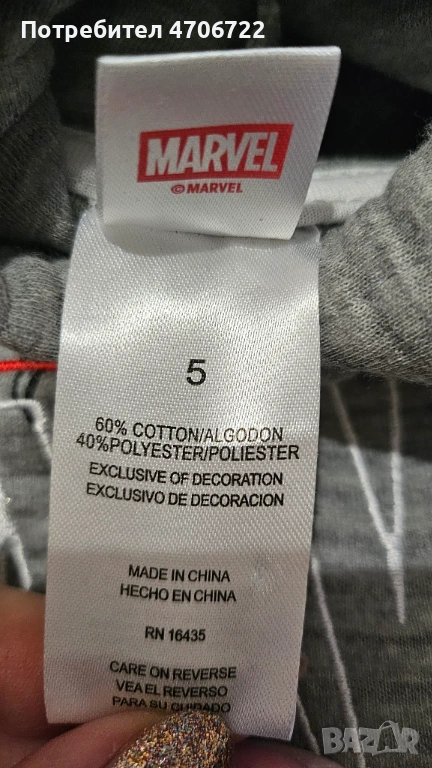 Потребител 4706722
MARVEL
© MARVEL
5
60% COTTON/ALGODON
40%POLYESTER/POLIESTER
EXCLUSIVE OF DECORATION
EXCLUSIVO DE DECORACION
MADE IN CHINA
HECHO EN CHINA
RN 16435
CARE ON REVERSE
VEA EL REVERSO
PARA SU CUIDADO
BAZAR